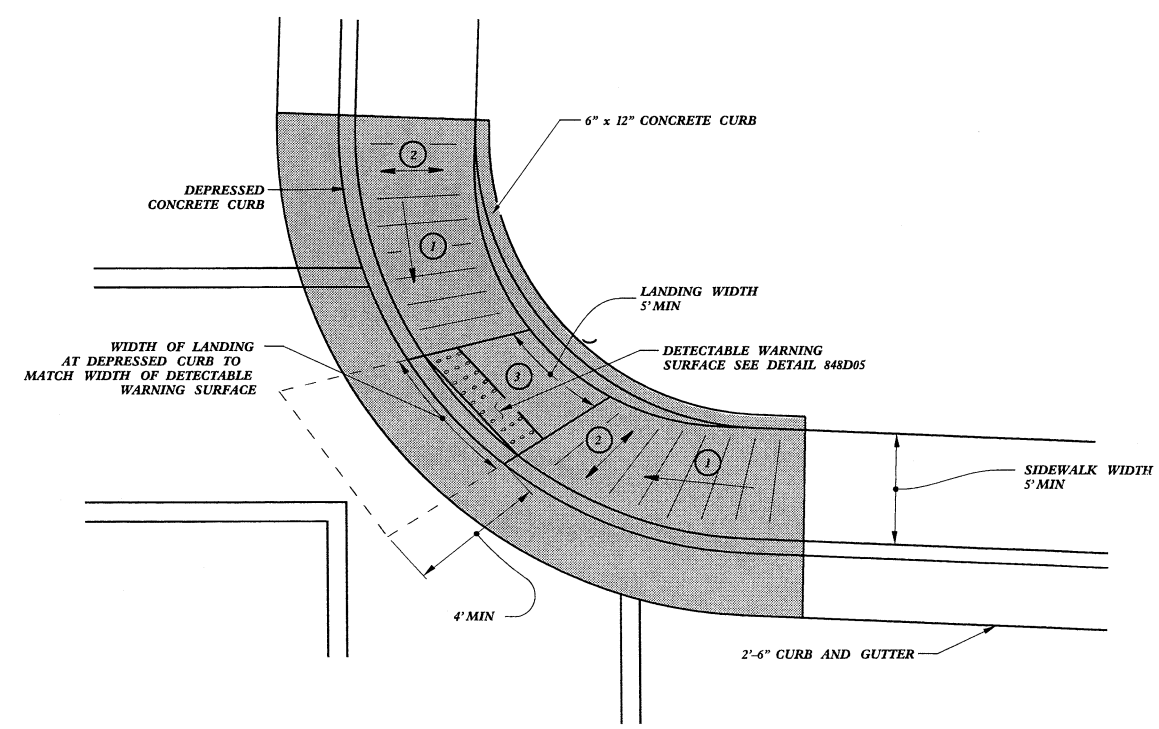 6" x 12" CONCRETE CURB
2
DEPRESSED
CONCRETE CURB
1
LANDING WIDTH
5' MIN
WIDTH OF LANDING
AT DEPRESSED CURB TO
MATCH WIDTH OF DETECTABLE
WARNING SURFACE
DETECTABLE WARNING
SURFACE SEE DETAIL 848D05
3
2
1
SIDEWALK WIDTH
5' MIN
4' MIN
2'-6" CURB AND GUTTER